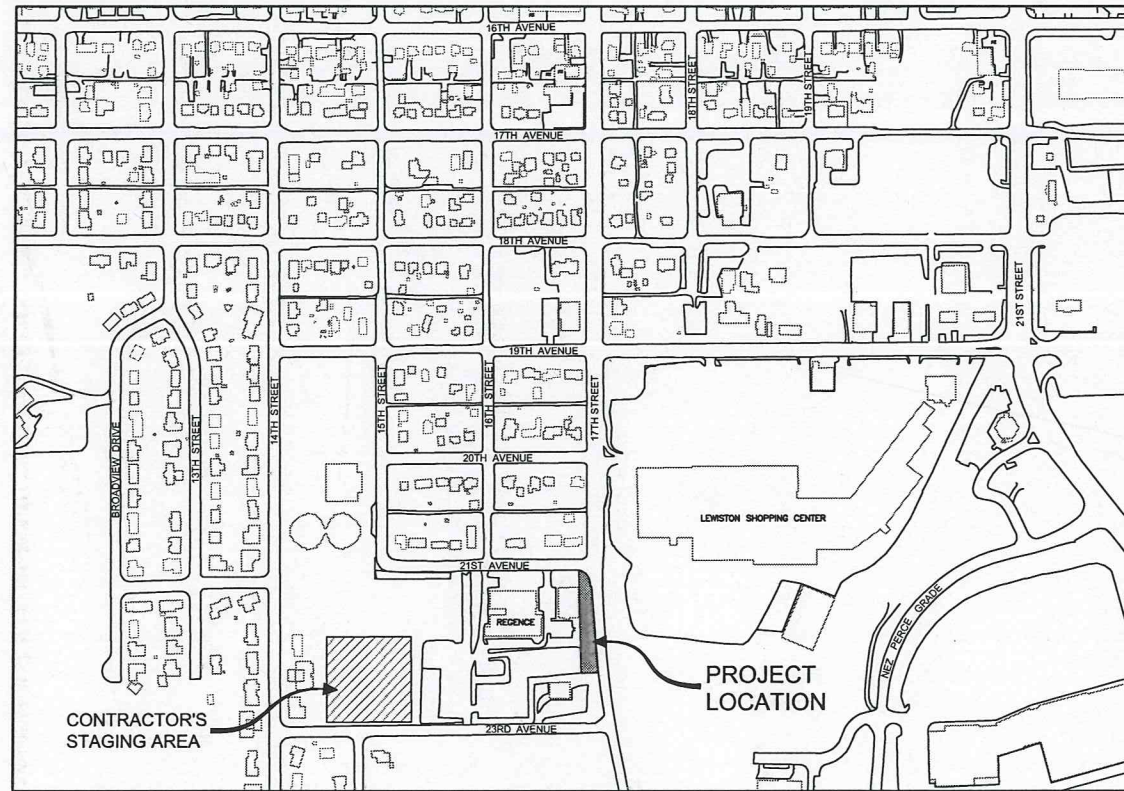 16TH AVENUE
18TH STREET
19TH STREET
17TH AVENUE
18TH AVENUE
21ST STREET
19TH AVENUE
BROADVIEW DRIVE
13TH STREET
14TH STREET
15TH STREET
16TH STREET
17TH STREET
20TH AVENUE
LEWISTON SHOPPING CENTER
21ST AVENUE
REGENCE
NEZ PERCE GRADE
PROJECT
LOCATION
CONTRACTOR'S
STAGING AREA
23RD AVENUE